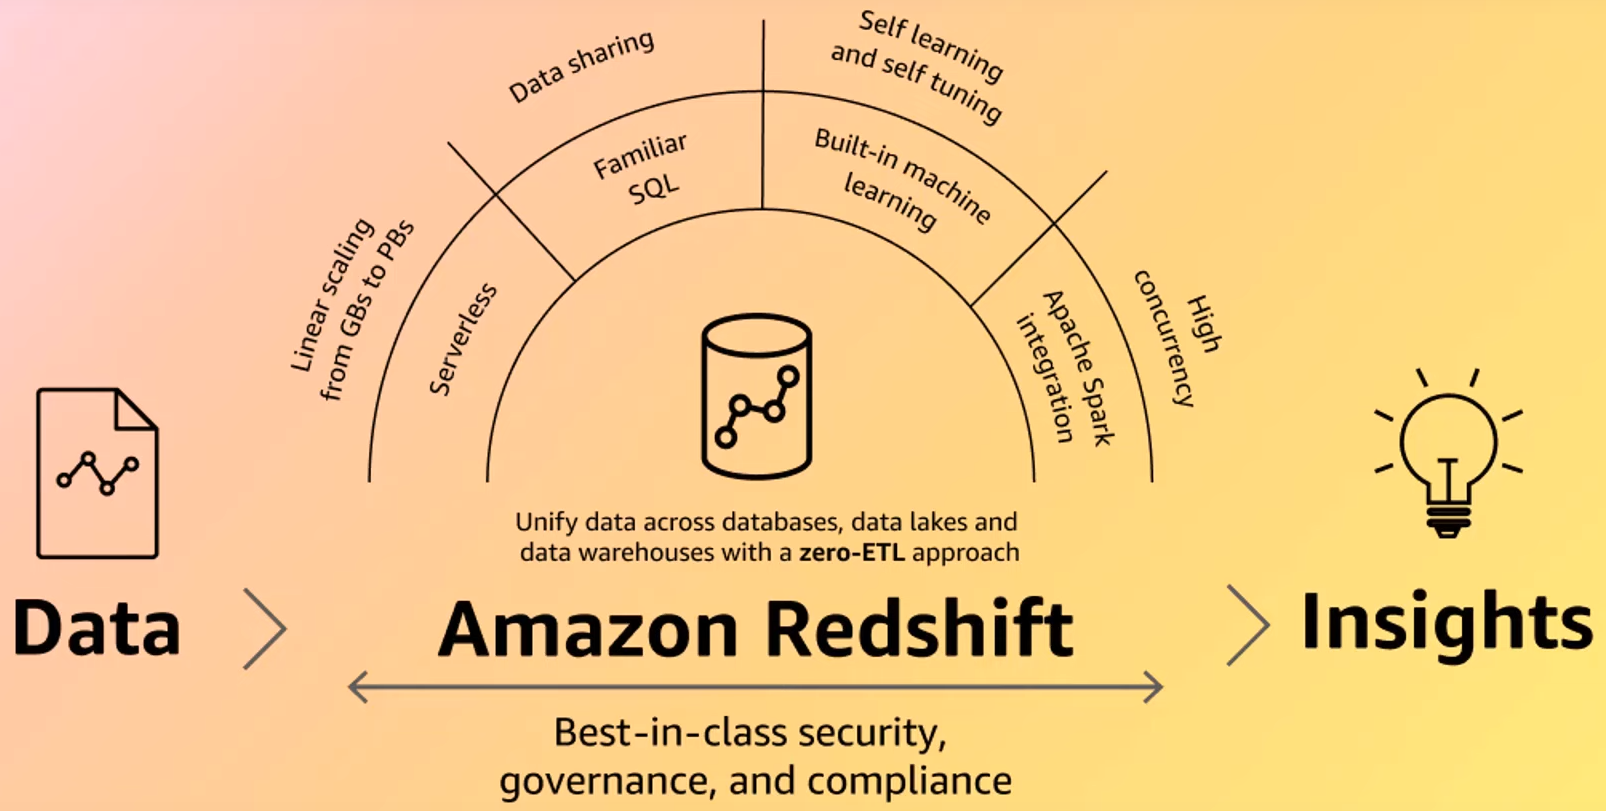 Data sharing
Self learning
and self tuning
Familiar
SQL
Built-in machine
learning
Linear scaling
from GBs to PBs
Serverless
Apache Spark
integration
High
concurrency
Unify data across databases, data lakes and
data warehouses with a zero-ETL approach
Data
Amazon Redshift
Insights
Best-in-class security,
governance, and compliance